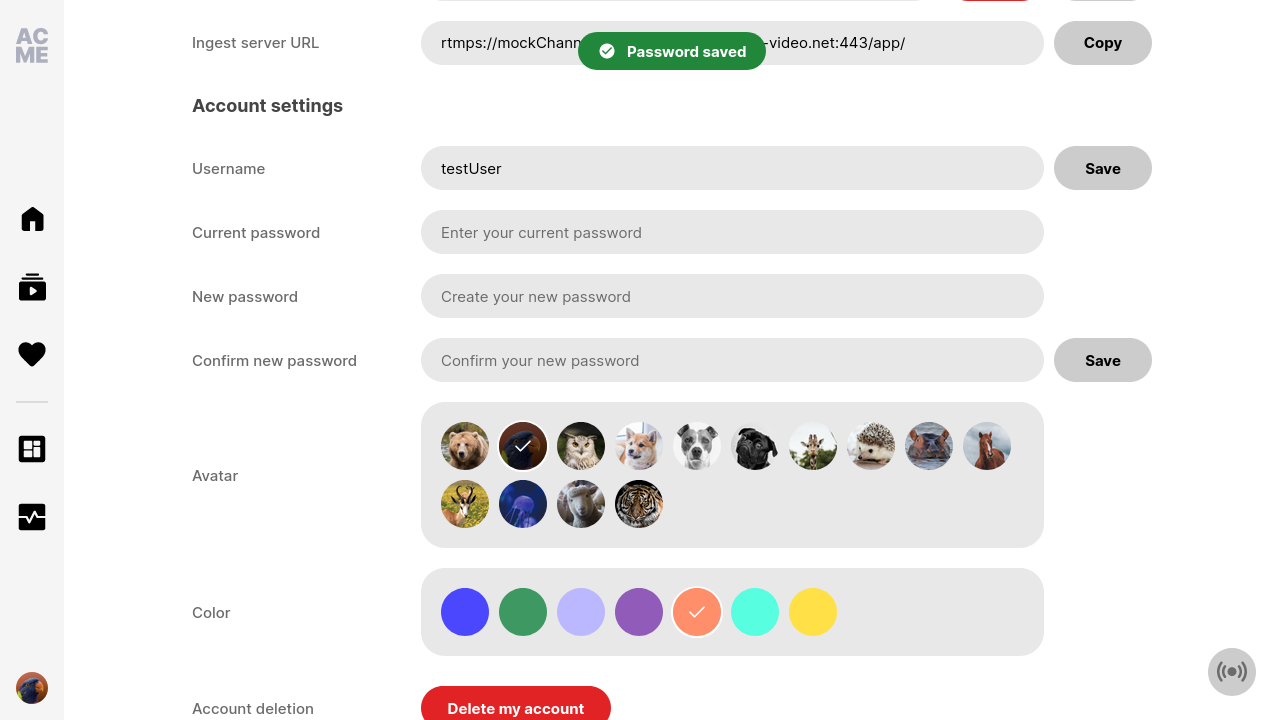 AC
ME
Ingest server URL
rtmps://mockChann
-video.net:443/app/
Copy
Password saved
Account settings
Username
testUser
Save
Current password
Enter your current password
New password
Create your new password
Confirm new password
Confirm your new password
Save
Avatar
Color
Account deletion
Delete my account